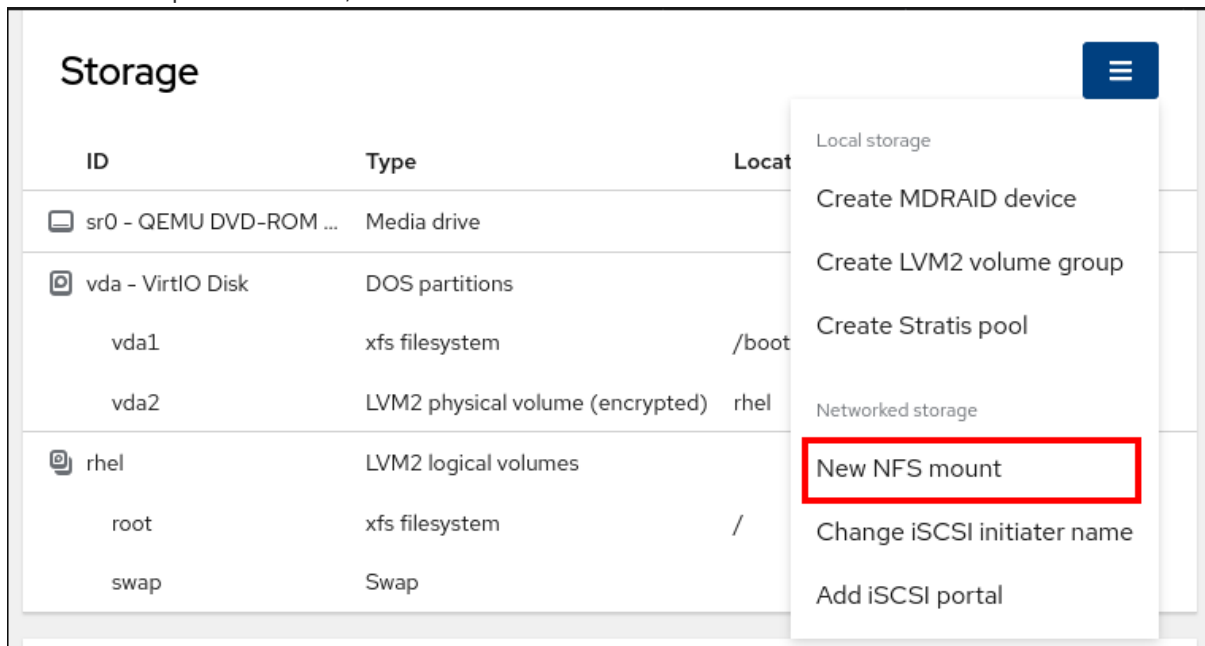 Storage
ID Type Locat
sr0 - QEMU DVD-ROM ... Media drive
vda - VirtIO Disk DOS partitions
vda1 xfs filesystem /boot
vda2 LVM2 physical volume (encrypted) rhel
rhel LVM2 logical volumes
root xfs filesystem /
swap Swap
Local storage
Create MDRAID device
Create LVM2 volume group
Create Stratis pool
Networked storage
New NFS mount
Change iSCSI initiater name
Add iSCSI portal